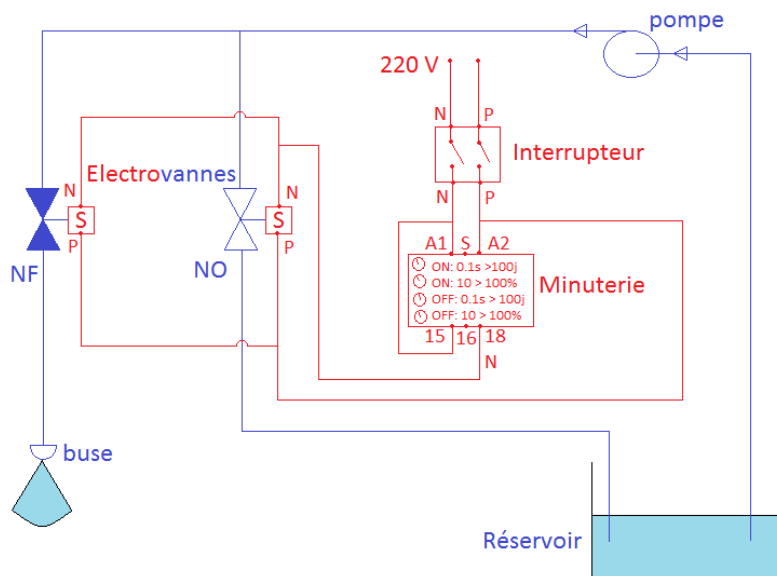 pompe
220 V
N P
Interrupteur
Electrovannes
N N
S S
P P
NF NO
N P
A1 S A2
ON: 0.1s >100j
ON: 10 > 100%
OFF: 0.1s >100j
OFF: 10 > 100%
Minuterie
15 16 18
N
buse
Réservoir